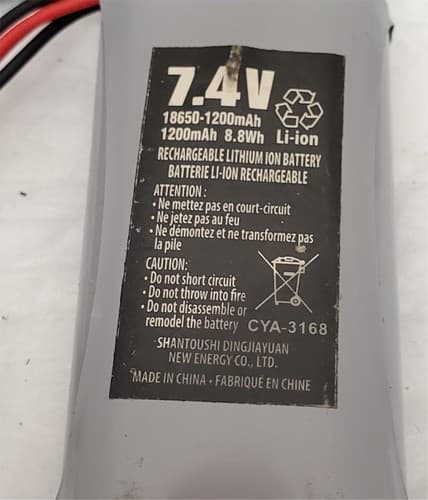 7.4V
18650-1200mAh
1200mAh 8.8Wh Li-ion
RECHARGEABLE LITHIUM ION BATTERY
BATTERIE LI-ION RECHARGEABLE
ATTENTION :
• Ne mettez pas en court-circuit
• Ne jetez pas au feu
• Ne démontez et ne transformez pas
la pile
CAUTION:
• Do not short circuit
• Do not throw into fire
• Do not disassemble or
remodel the battery CYA-3168
SHANTOUSHI DINGJIAYUAN
NEW ENERGY CO., LTD.
MADE IN CHINA • FABRIQUE EN CHINE